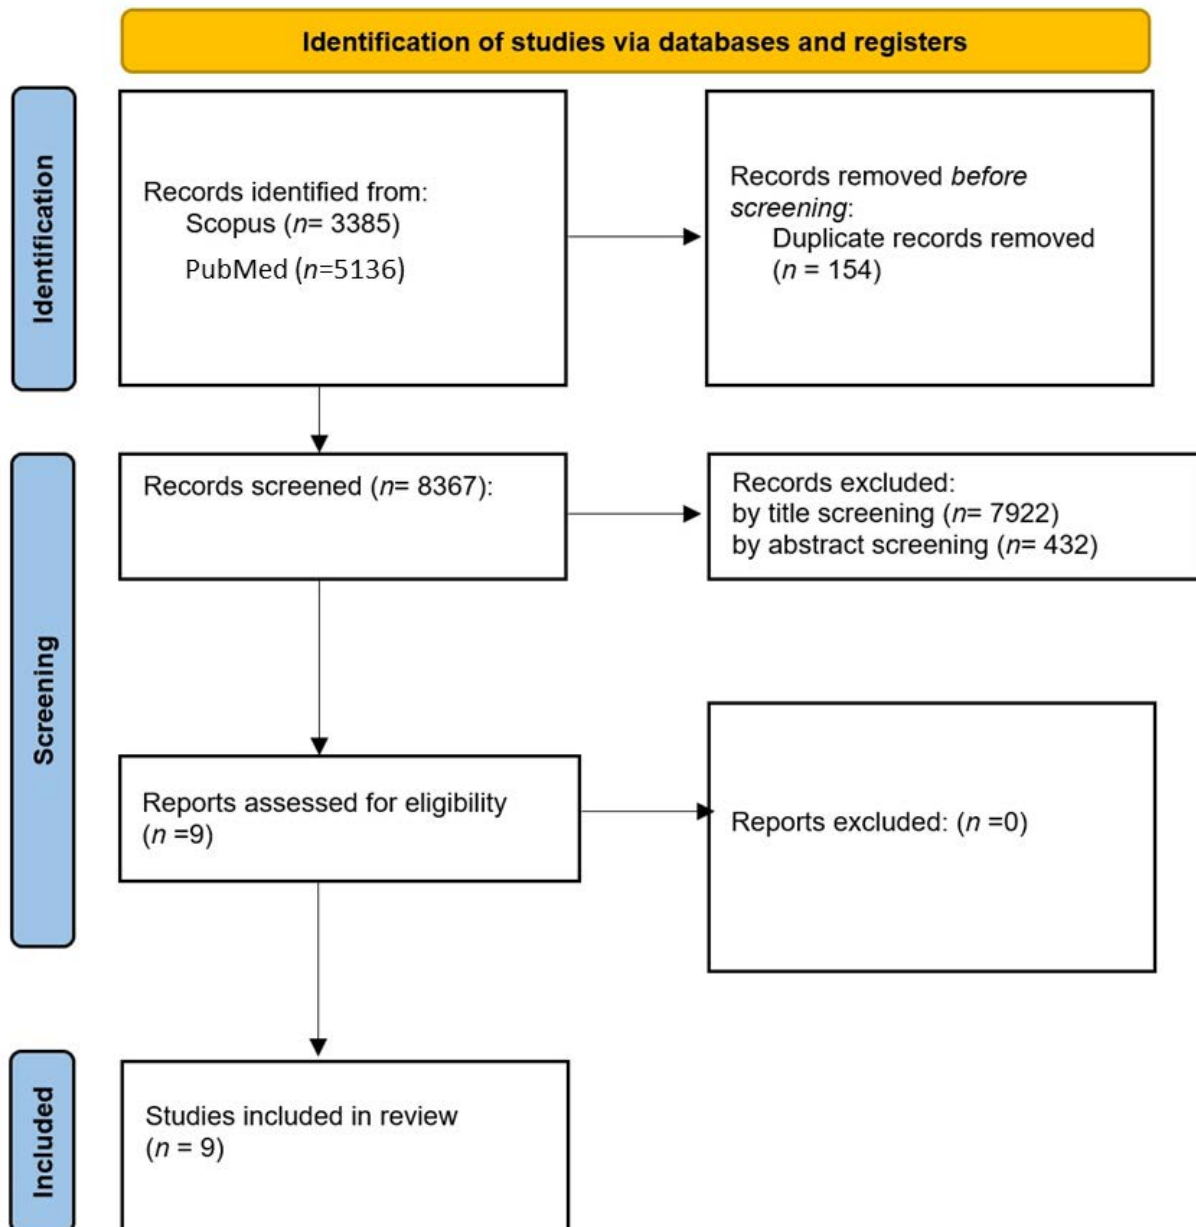 Identification of studies via databases and registers
Identification
Records identified from:
Scopus (n= 3385)
PubMed (n=5136)
Records removed before
screening:
Duplicate records removed
(n = 154)
Screening
Records screened (n= 8367):
Records excluded:
by title screening (n= 7922)
by abstract screening (n= 432)
Reports assessed for eligibility
(n =9)
Reports excluded: (n =0)
Included
Studies included in review
(n = 9)